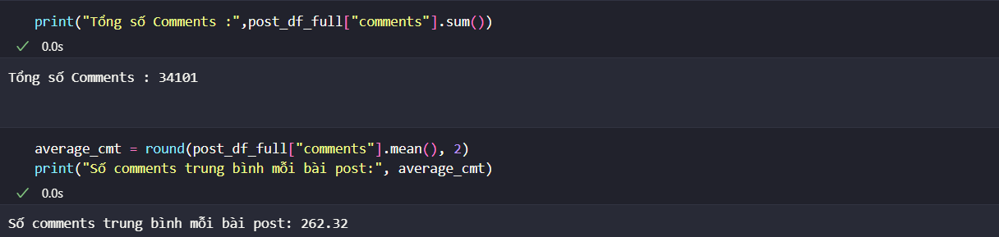 print("Tổng số Comments :",post_df_full["comments"].sum())
0.0s
Tổng số Comments : 34101
average_cmt = round(post_df_full["comments"].mean(), 2)
print("Số comments trung bình mỗi bài post:", average_cmt)
0.0s
Số comments trung bình mỗi bài post: 262.32